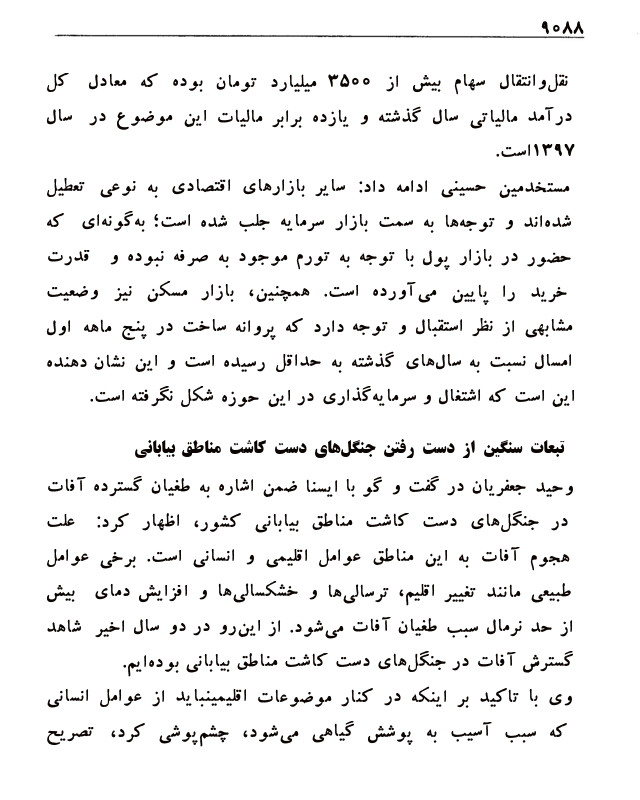 ۹۰۸۸
نقل‌وانتقال سهام بیش از ۳۵۰۰ میلیارد تومان بوده که معادل کل
درآمد مالیاتی سال گذشته و یازده برابر مالیات این موضوع در سال
۱۳۹۷است.
مستخدمین حسینی ادامه داد: سایر بازارهای اقتصادی به نوعی تعطیل
شده‌اند و توجه‌ها به سمت بازار سرمایه جلب شده است؛ به‌گونه‌ای که
حضور در بازار پول با توجه به تورم موجود به صرفه نبوده و قدرت
خرید را پایین می‌آورده است. همچنین، بازار مسکن نیز وضعیت
مشابهی از نظر استقبال و توجه دارد که پروانه ساخت در پنج ماهه اول
امسال نسبت به سال‌های گذشته به حداقل رسیده است و این نشان دهنده
این است که اشتغال و سرمایه‌گذاری در این حوزه شکل نگرفته است.
تبعات سنگین از دست رفتن جنگل‌های دست کاشت مناطق بیابانی
وحید جعفریان در گفت و گو با ایسنا ضمن اشاره به طغیان گسترده آفات
در جنگل‌های دست کاشت مناطق بیابانی کشور، اظهار کرد: علت
هجوم آفات به این مناطق عوامل اقلیمی و انسانی است. برخی عوامل
طبیعی مانند تغییر اقلیم، ترسالی‌ها و خشکسالی‌ها و افزایش دمای بیش
از حد نرمال سبب طغیان آفات می‌شود. از این‌رو در دو سال اخیر شاهد
گسترش آفات در جنگل‌های دست کاشت مناطق بیابانی بوده‌ایم.
وی با تاکید بر اینکه در کنار موضوعات اقلیمینباید از عوامل انسانی
که سبب آسیب به پوشش گیاهی می‌شود، چشم‌پوشی کرد، تصریح